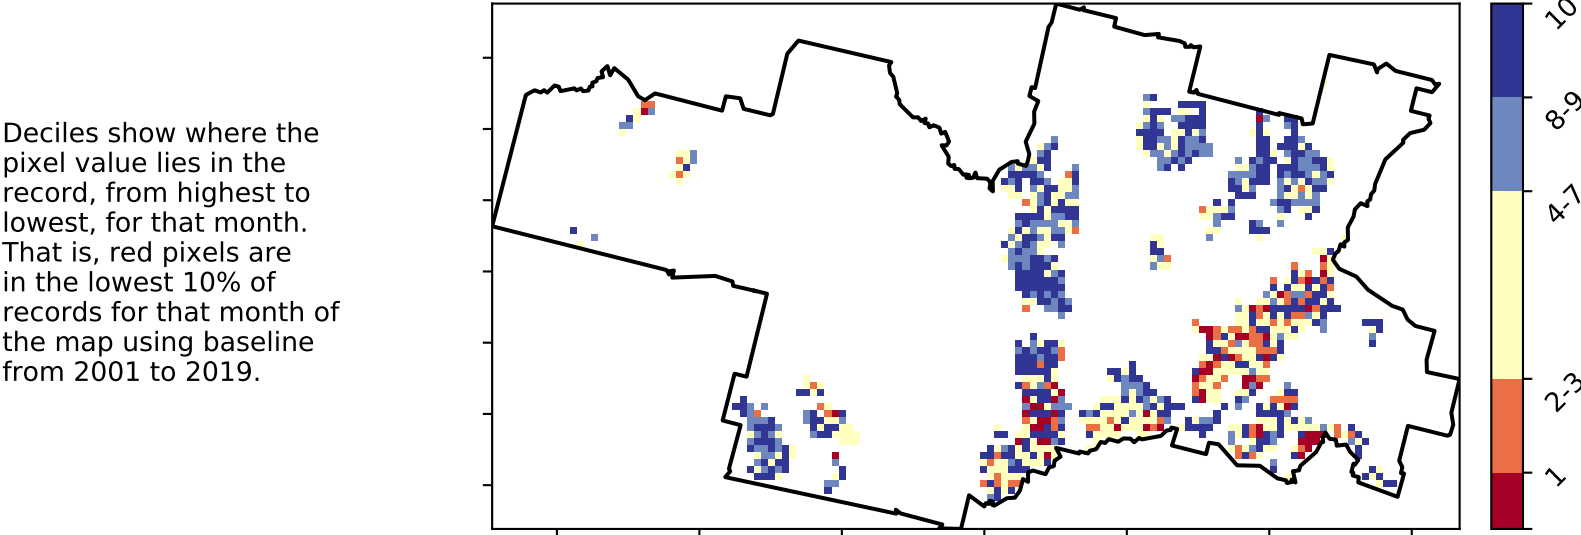 Deciles show where the
pixel value lies in the
record, from highest to
lowest, for that month.
That is, red pixels are
in the lowest 10% of
records for that month of
the map using baseline
from 2001 to 2019.
10
8-9
4-7
2-3
1